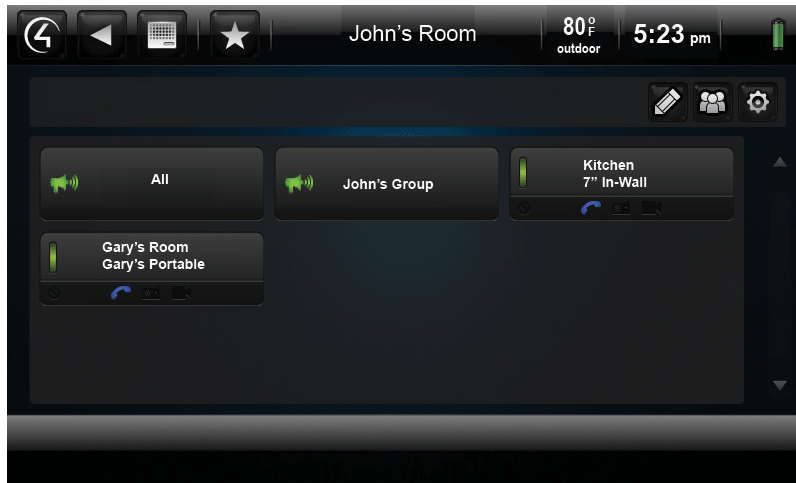 John's Room
80°F
outdoor
5:23 pm
All
John's Group
Kitchen
7” In-Wall
Gary's Room
Gary's Portable